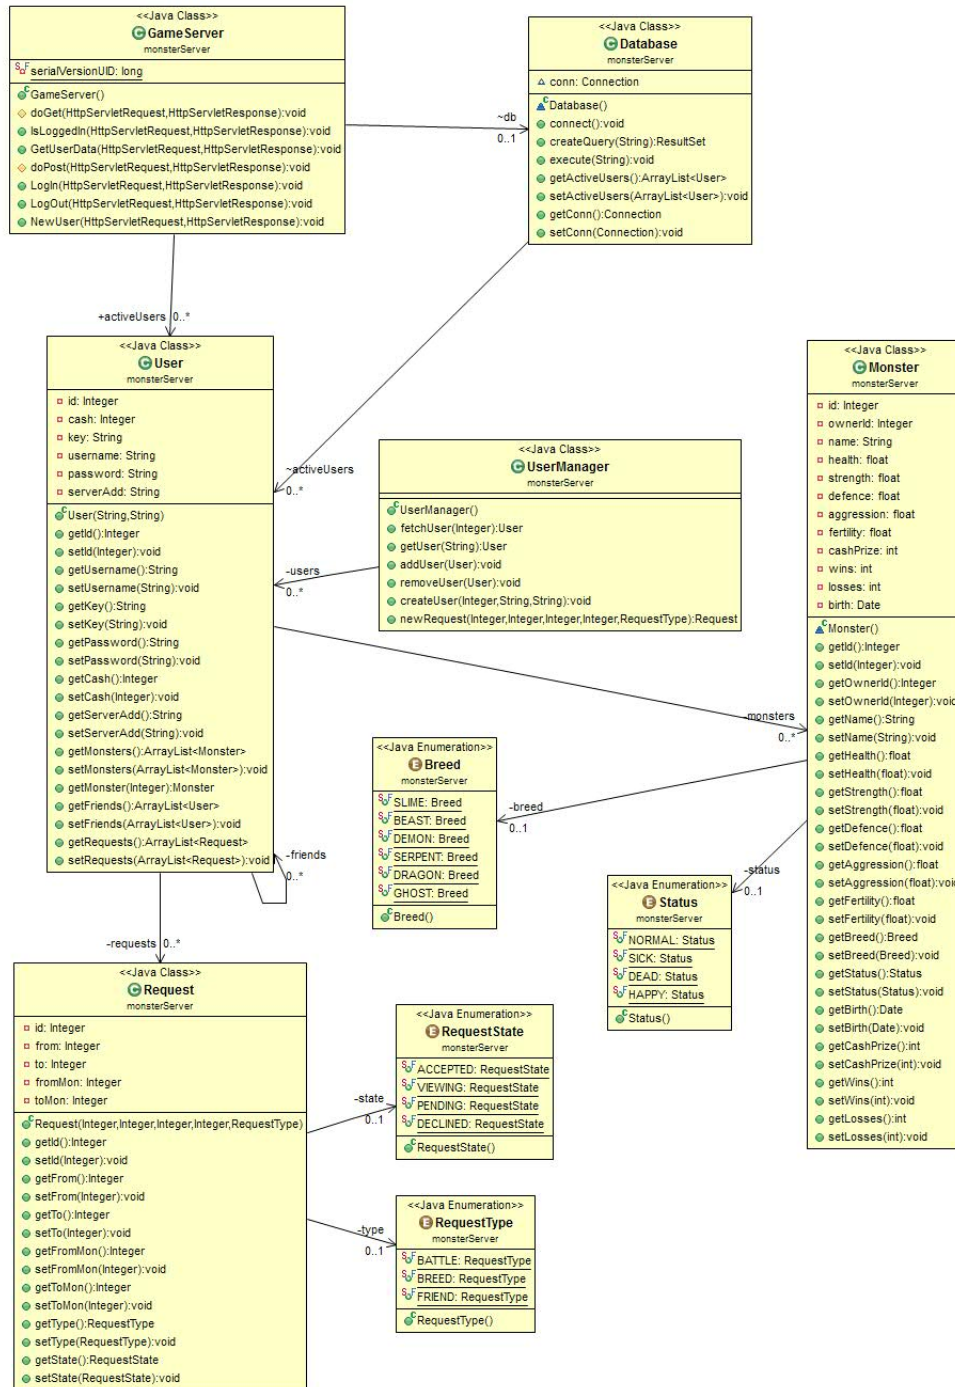 <<Java Class>>
GameServer
monsterServer
serialVersionUID: long
GameServer()
doGet(HttpServletRequest,HttpServletResponse):void
IsLoggedIn(HttpServletRequest,HttpServletResponse):void
GetUserData(HttpServletRequest,HttpServletResponse):void
doPost(HttpServletRequest,HttpServletResponse):void
LogIn(HttpServletRequest,HttpServletResponse):void
LogOut(HttpServletRequest,HttpServletResponse):void
NewUser(HttpServletRequest,HttpServletResponse):void
~db
0..1
<<Java Class>>
Database
monsterServer
conn: Connection
Database()
connect():void
createQuery(String):ResultSet
execute(String):void
getActiveUsers():ArrayList<User>
setActiveUsers(ArrayList<User>):void
getConn():Connection
setConn(Connection):void
+activeUsers 0..*
<<Java Class>>
User
monsterServer
id: Integer
cash: Integer
key: String
username: String
password: String
serverAdd: String
User(String,String)
getId():Integer
setId(Integer):void
getUsername():String
setUsername(String):void
getKey():String
setKey(String):void
getPassword():String
setPassword(String):void
getCash():Integer
setCash(Integer):void
getServerAdd():String
setServerAdd(String):void
getMonsters():ArrayList<Monster>
setMonsters(ArrayList<Monster>):void
getMonster(Integer):Monster
getFriends():ArrayList<User>
setFriends(ArrayList<User>):void
getRequests():ArrayList<Request>
setRequests(ArrayList<Request>):void
~activeUsers
0..*
-users
0..*
-friends
0..*
<<Java Class>>
UserManager
monsterServer
UserManager()
fetchUser(Integer):User
getUser(String):User
addUser(User):void
removeUser(User):void
createUser(Integer,String,String):void
newRequest(Integer,Integer,Integer,Integer,RequestType):Request
-monsters
0..*
<<Java Class>>
Monster
monsterServer
id: Integer
ownerId: Integer
name: String
health: float
strength: float
defence: float
aggression: float
fertility: float
cashPrize: int
wins: int
losses: int
birth: Date
Monster()
getId():Integer
setId(Integer):void
getOwnerId():Integer
setOwnerId(Integer):void
getName():String
setName(String):void
getHealth():float
setHealth(float):void
getStrength():float
setStrength(float):void
getDefence():float
setDefence(float):void
getAggression():float
setAggression(float):void
getFertility():float
setFertility(float):void
getBreed():Breed
setBreed(Breed):void
getStatus():Status
setStatus(Status):void
getBirth():Date
setBirth(Date):void
getCashPrize():int
setCashPrize(int):void
getWins():int
setWins(int):void
getLosses():int
setLosses(int):void
<<Java Enumeration>>
Breed
monsterServer
SLIME: Breed
BEAST: Breed
DEMON: Breed
SERPENT: Breed
DRAGON: Breed
GHOST: Breed
Breed()
-breed
0..1
-status
0..1
<<Java Enumeration>>
Status
monsterServer
NORMAL: Status
SICK: Status
DEAD: Status
HAPPY: Status
Status()
-requests 0..*
<<Java Class>>
Request
monsterServer
id: Integer
from: Integer
to: Integer
fromMon: Integer
toMon: Integer
Request(Integer,Integer,Integer,Integer,RequestType)
getId():Integer
setId(Integer):void
getFrom():Integer
setFrom(Integer):void
getTo():Integer
setTo(Integer):void
getFromMon():Integer
setFromMon(Integer):void
getToMon():Integer
setToMon(Integer):void
getType():RequestType
setType(RequestType):void
getState():RequestState
setState(RequestState):void
-state
0..1
<<Java Enumeration>>
RequestState
monsterServer
ACCEPTED: RequestState
VIEWING: RequestState
PENDING: RequestState
DECLINED: RequestState
RequestState()
-type
0..1
<<Java Enumeration>>
RequestType
monsterServer
BATTLE: RequestType
BREED: RequestType
FRIEND: RequestType
RequestType()